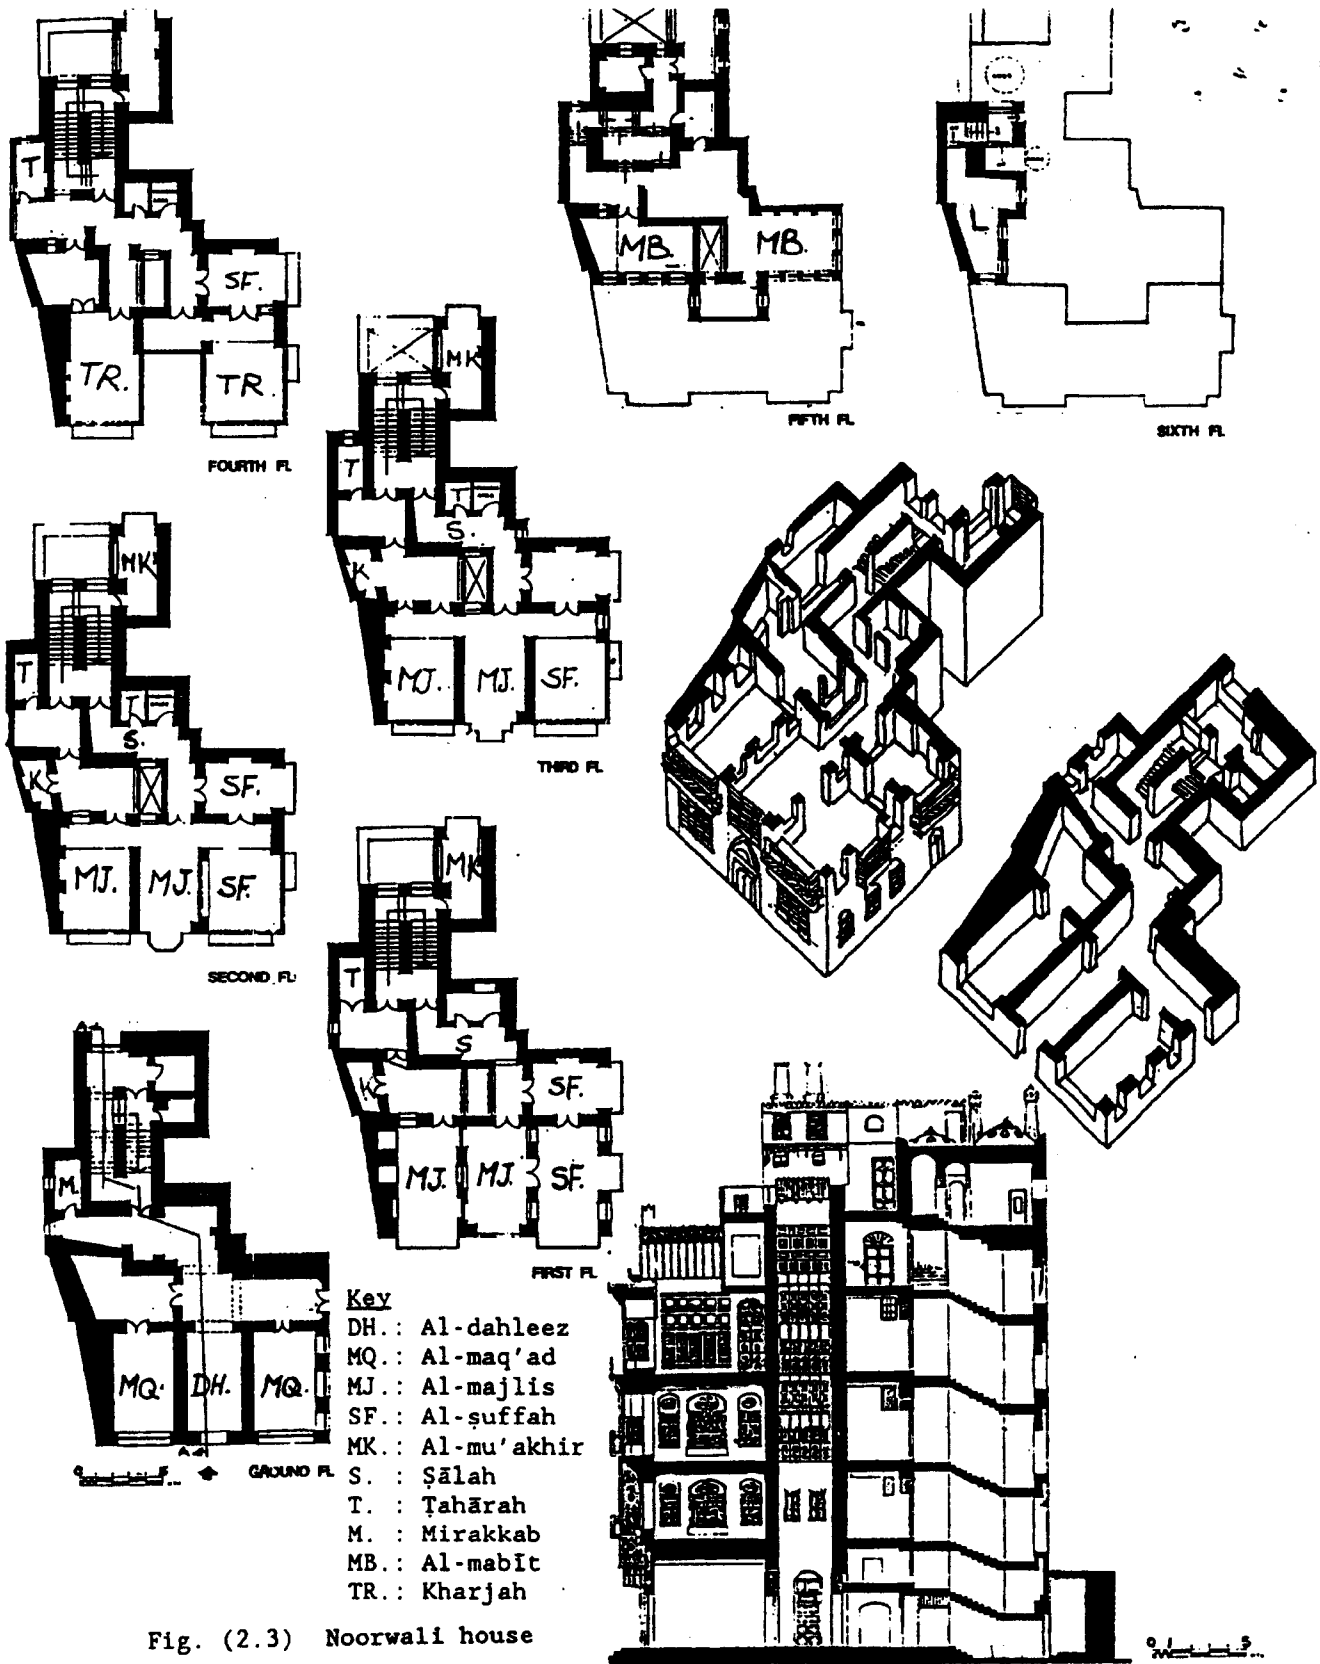 T
SF.
TR.
TR.
FOURTH FL.
MB.
MB.
FIFTH FL.
SIXTH FL.
MK
T
T
S.
K
MJ.
MJ.
SF.
THIRD FL.
MK
T
T
S.
K
SF.
MJ.
MJ.
SF.
SECOND FL.
MK
T
S
K
SF.
MJ.
MJ.
SF.
FIRST FL.
A
M.
MQ.
DH.
MQ.
A
GROUND FL.
Key
DH.: Al-dahleez
MQ.: Al-maq'ad
MJ.: Al-majlis
SF.: Al-ṣuffah
MK.: Al-mu'akhir
S. : Ṣālah
T. : Ṭahārah
M. : Mirakkab
MB.: Al-mabīt
TR.: Kharjah
Fig. (2.3) Noorwali house
0 1 5